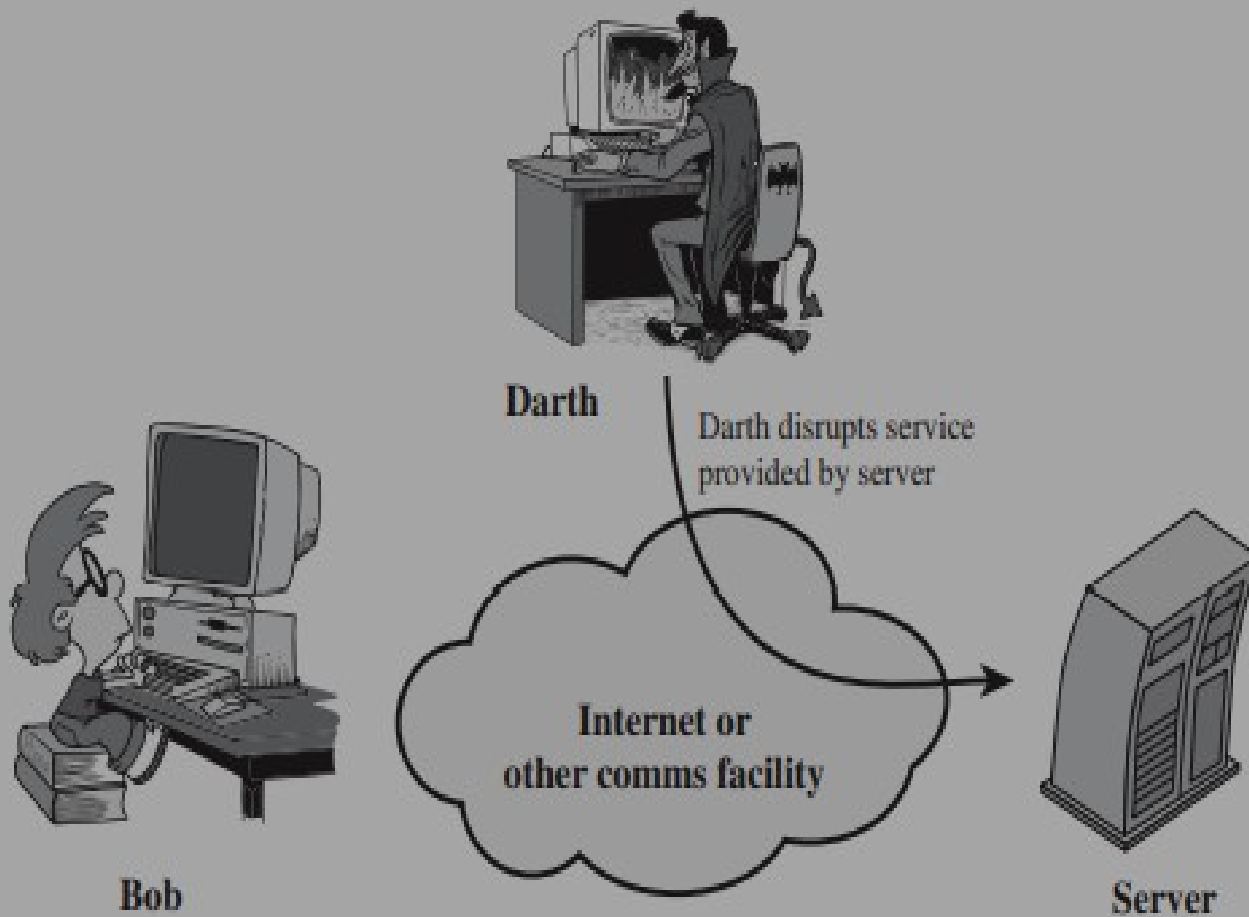 Darth
Darth disrupts service
provided by server
Internet or
other comms facility
Bob
Server